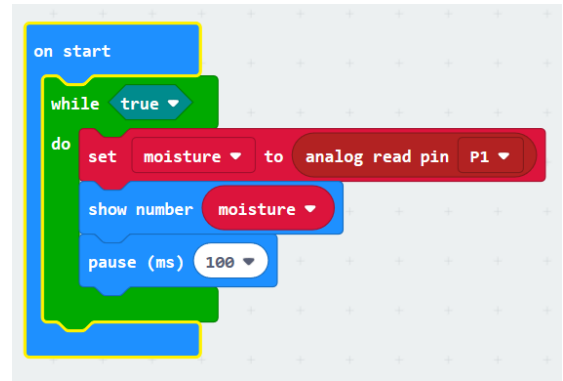 on start
while true
do
set moisture to analog read pin P1
show number moisture
pause (ms) 100